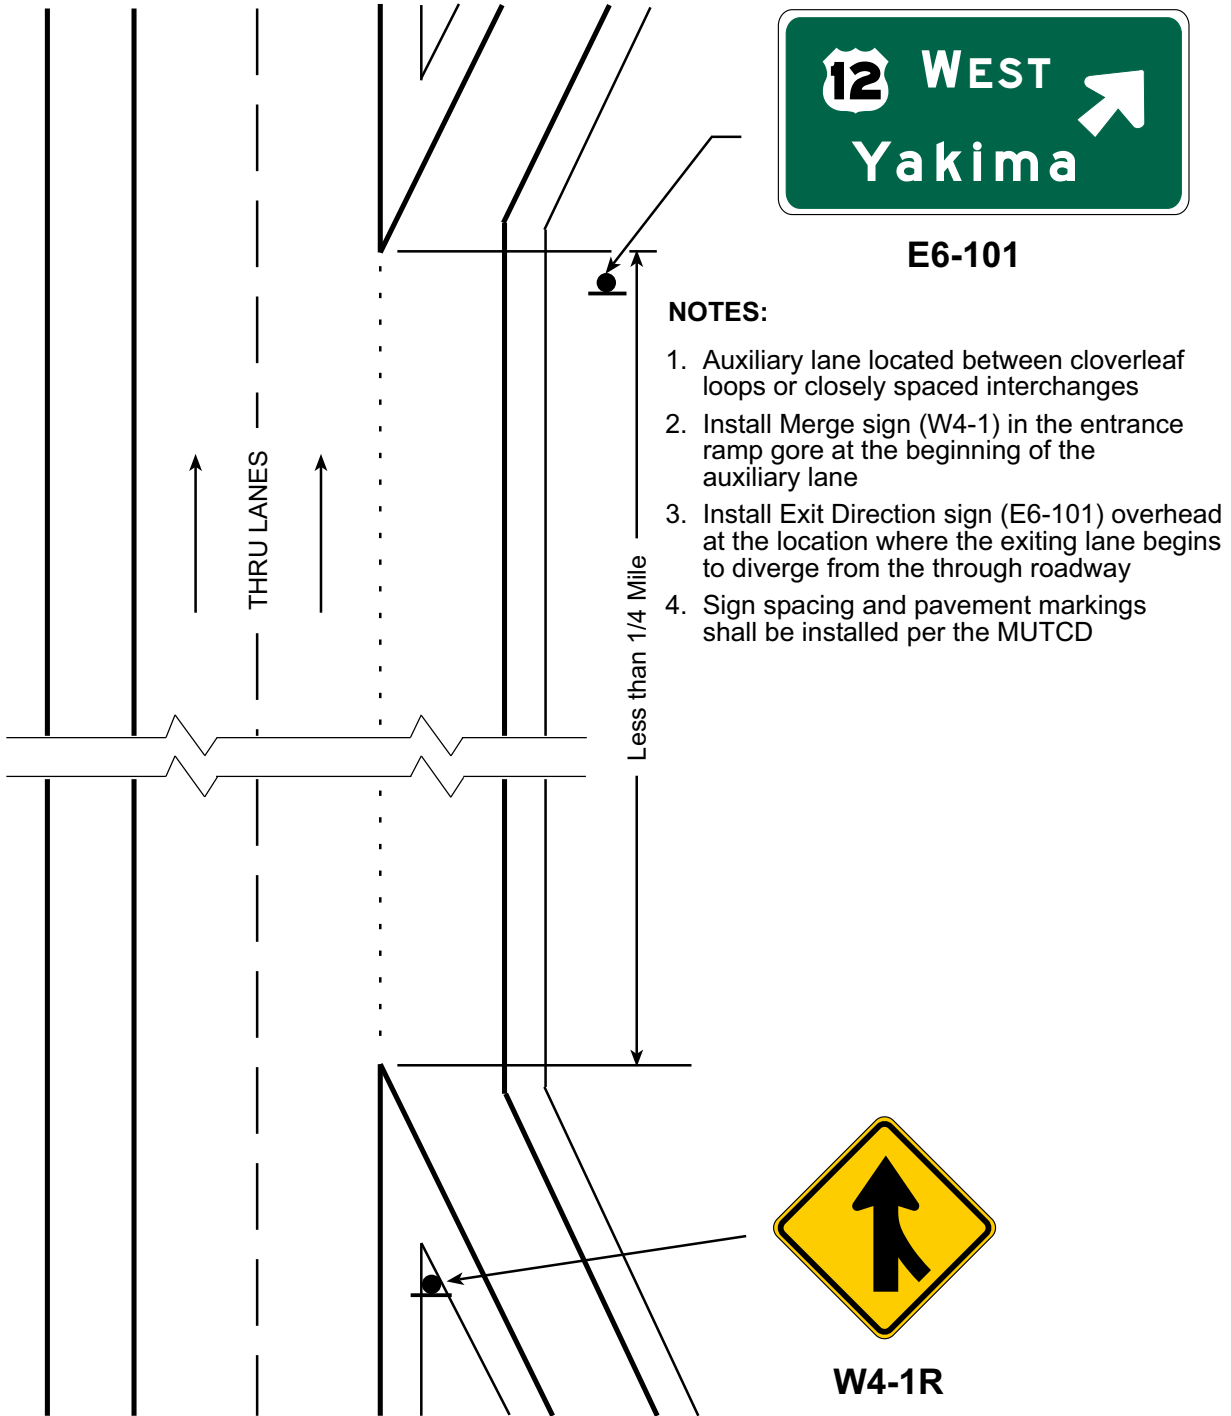 12 WEST
Yakima
E6-101
NOTES:
1. Auxiliary lane located between cloverleaf
loops or closely spaced interchanges
2. Install Merge sign (W4-1) in the entrance
ramp gore at the beginning of the
auxiliary lane
3. Install Exit Direction sign (E6-101) overhead
at the location where the exiting lane begins
to diverge from the through roadway
4. Sign spacing and pavement markings
shall be installed per the MUTCD
THRU LANES
Less than 1/4 Mile
W4-1R